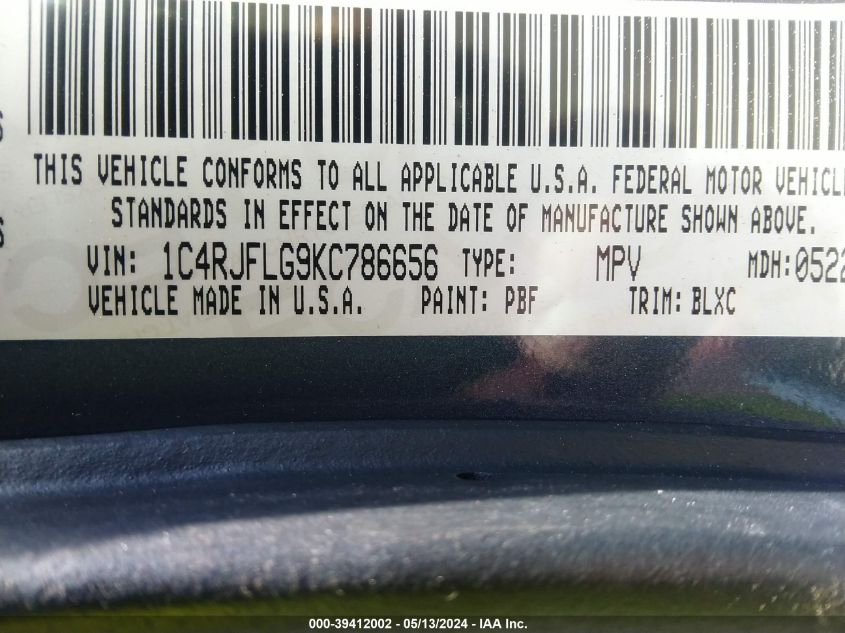 THIS VEHICLE CONFORMS TO ALL APPLICABLE U.S.A. FEDERAL MOTOR VEHICLE
STANDARDS IN EFFECT ON THE DATE OF MANUFACTURE SHOWN ABOVE.
VIN: 1C4RJFLG9KC786656 TYPE: MPV MDH: 0522
VEHICLE MADE IN U.S.A. PAINT: PBF TRIM: BLXC
000-39412002 - 05/13/2024 - IAA Inc.